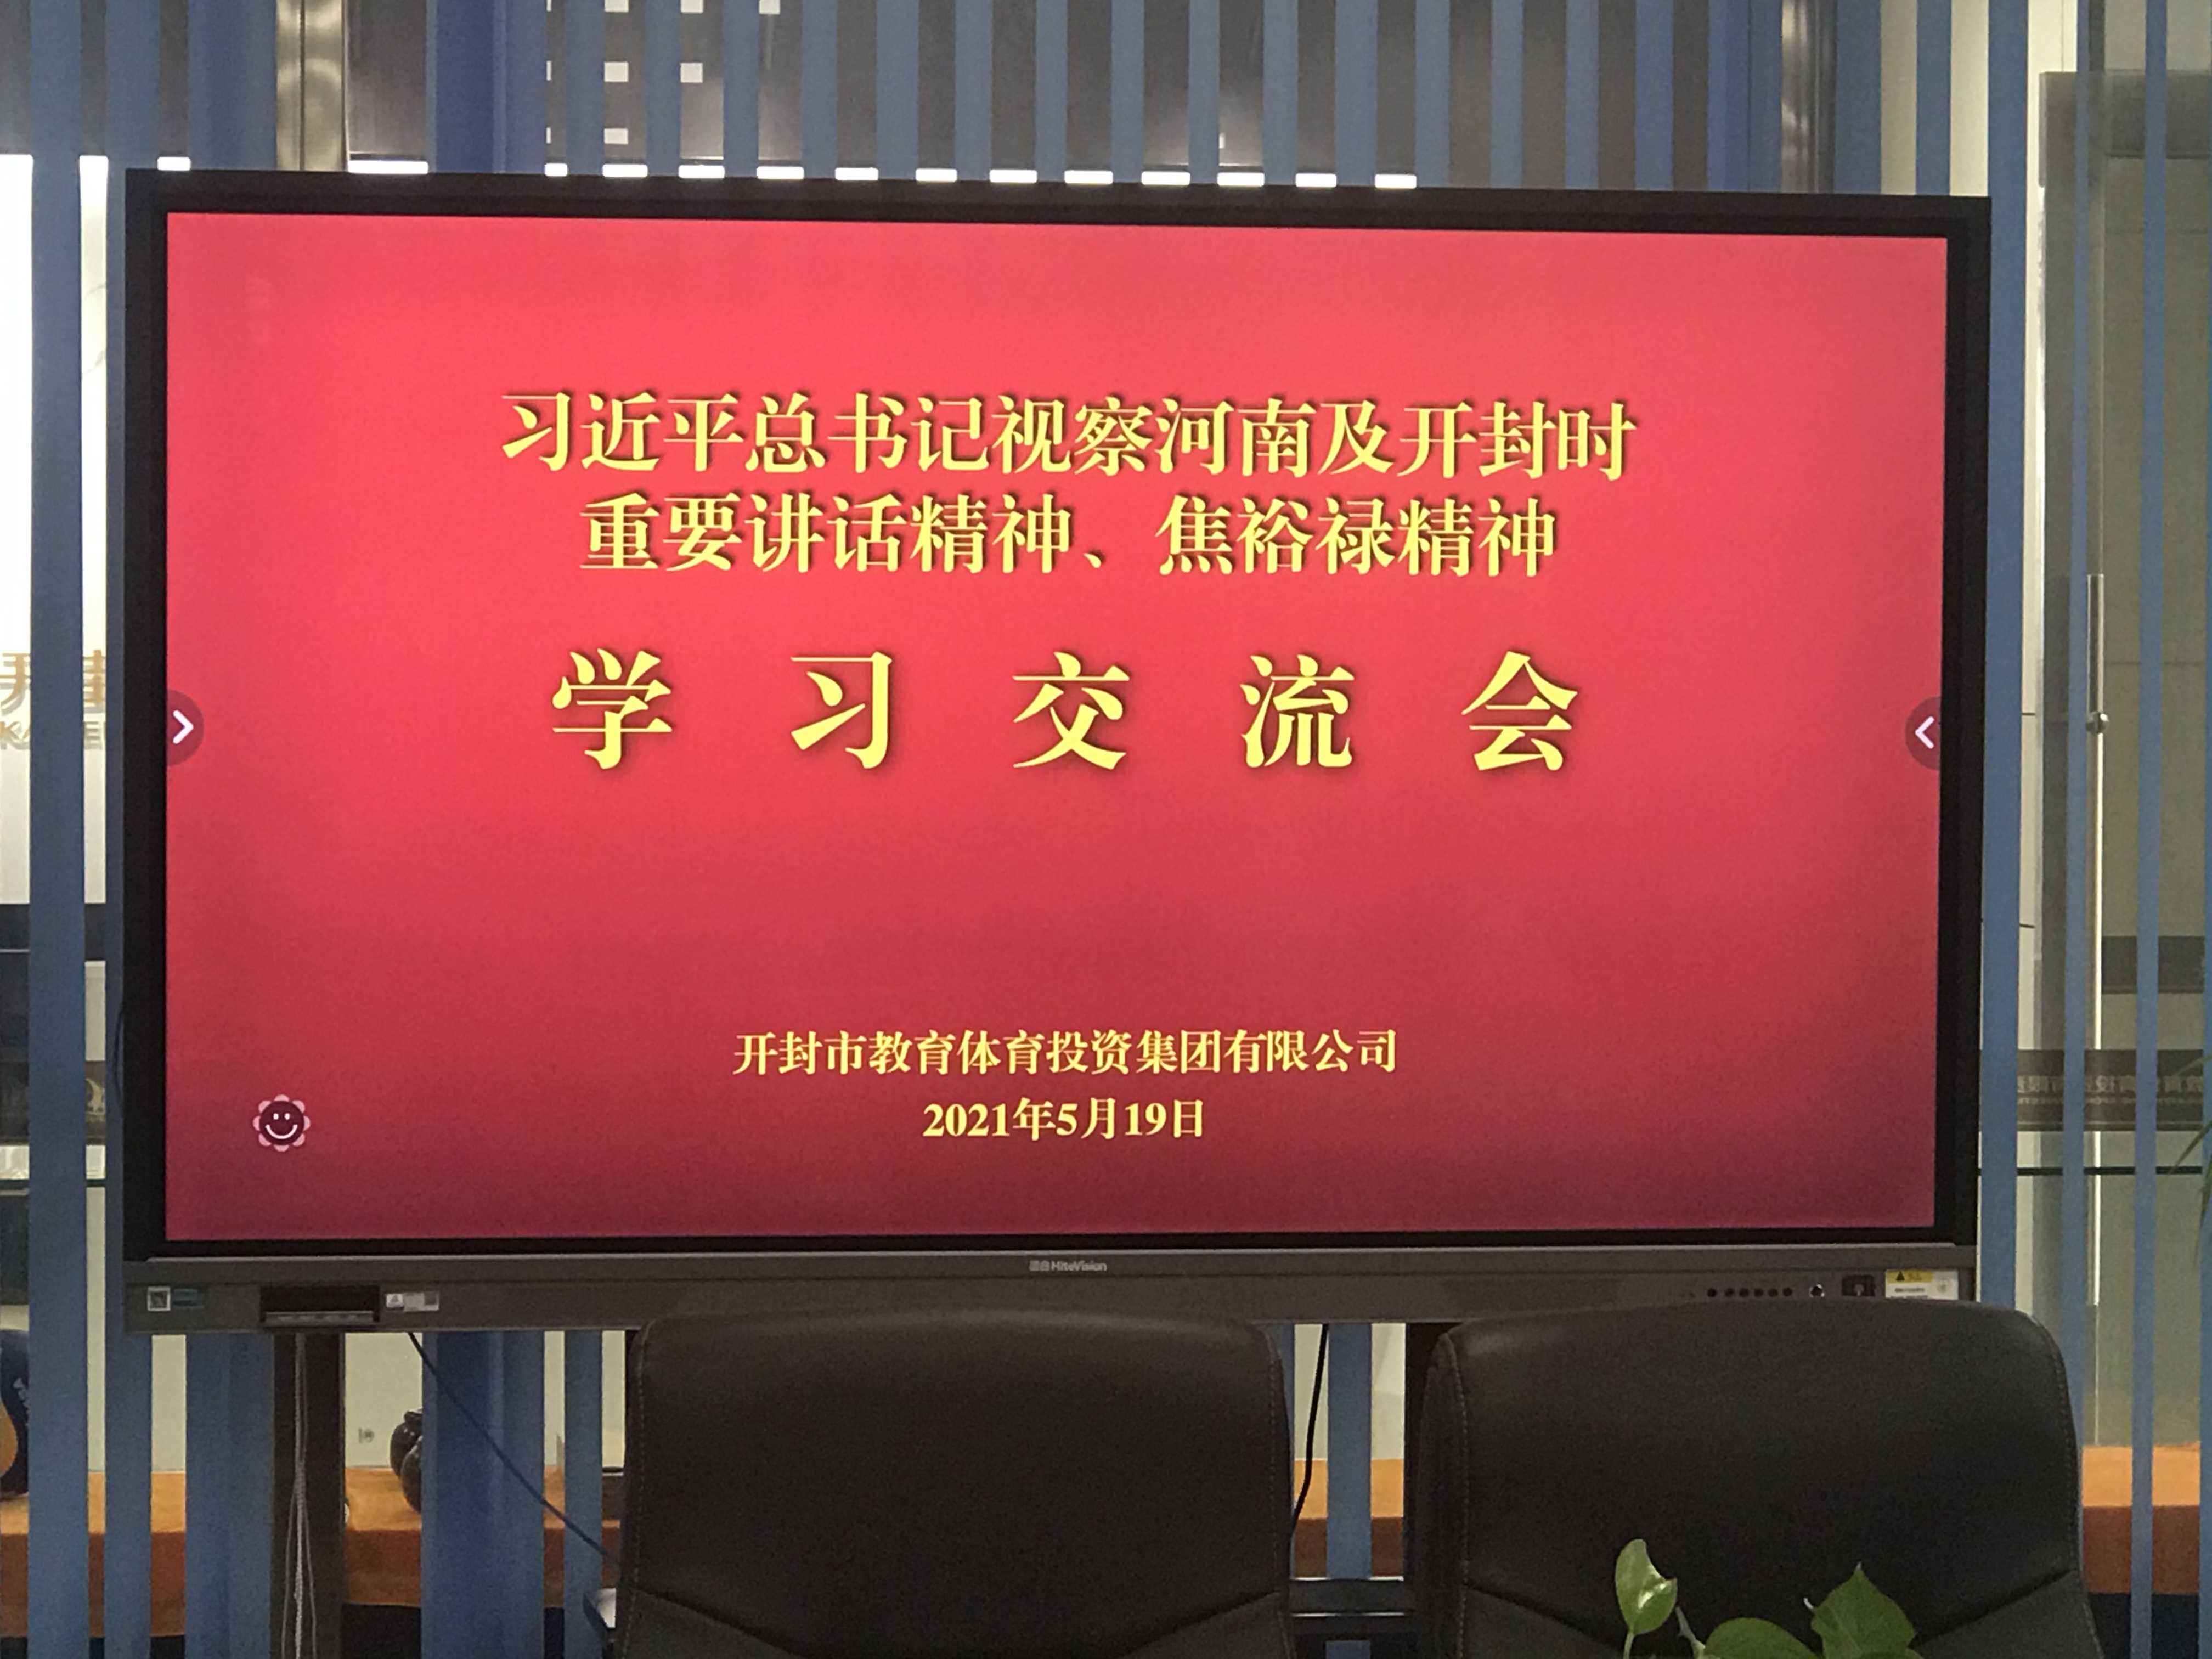 习近平总书记视察河南及开封时
重要讲话精神、焦裕禄精神
学习交流会
开封市教育体育投资集团有限公司
2021年5月19日
HiteVision